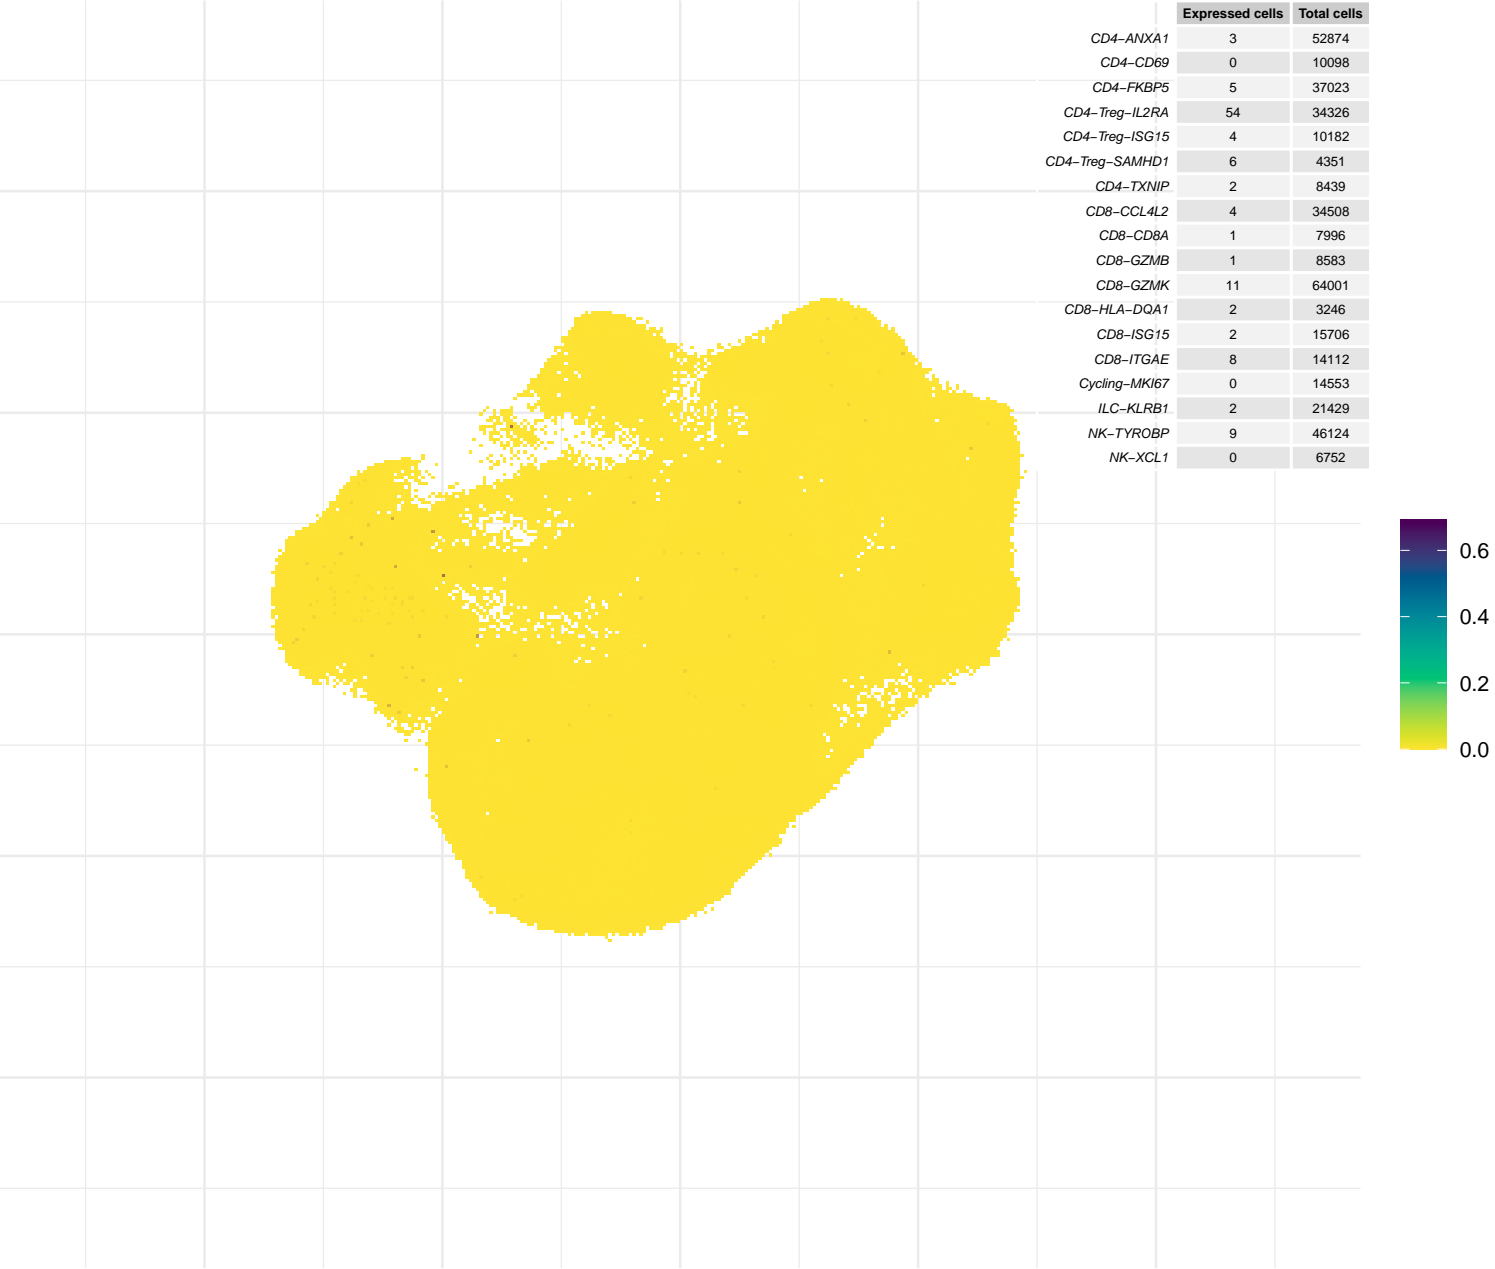 Expressed cells Total cells
CD4−ANXA1 3 52874
CD4−CD69 0 10098
CD4−FKBP5 5 37023
CD4−Treg−IL2RA 54 34326
CD4−Treg−ISG15 4 10182
CD4−Treg−SAMHD1 6 4351
CD4−TXNIP 2 8439
CD8−CCL4L2 4 34508
CD8−CD8A 1 7996
CD8−GZMB 1 8583
CD8−GZMK 11 64001
CD8−HLA−DQA1 2 3246
CD8−ISG15 2 15706
CD8−ITGAE 8 14112
Cycling−MKI67 0 14553
ILC−KLRB1 2 21429
NK−TYROBP 9 46124
NK−XCL1 0 6752
0.6
0.4
0.2
0.0